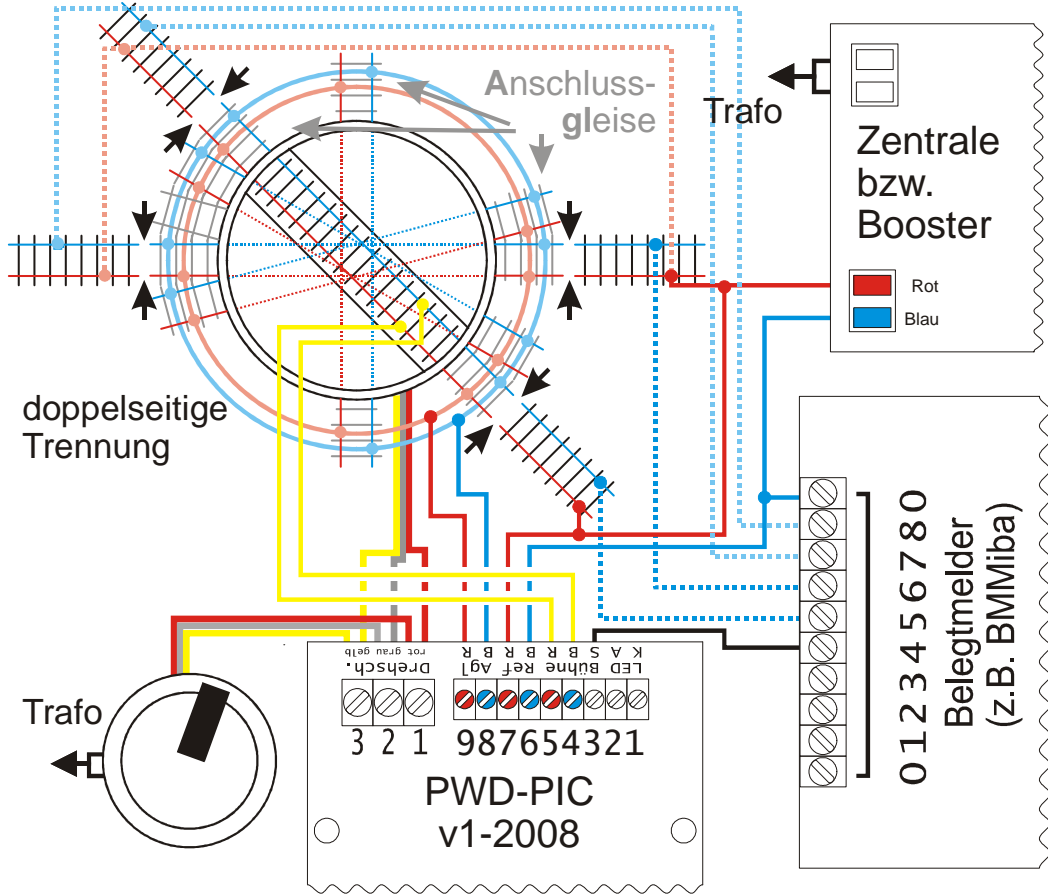 Anschluss-
gleise
Trafo
Zentrale
bzw.
Booster
Rot
Blau
doppelseitige
Trennung
0 1 2 3 4 5 6 7 8 0
Belegtmelder
(z.B. BMMiba)
Trafo
gelb grau rot
Drehsch.
R B R B R B S A K
Agl Ref Bühne LED
3 2 1
987654321
PWD-PIC
v1-2008